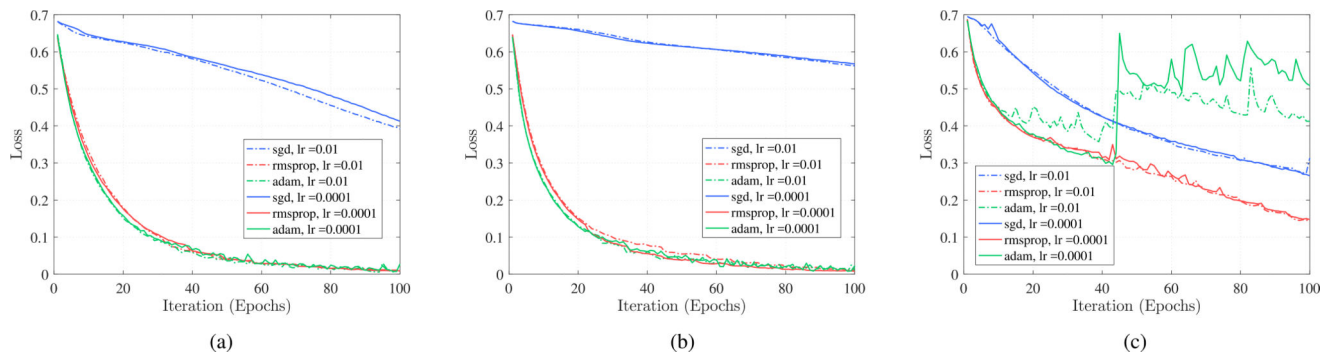 0.7
0.6
0.5
0.4
0.3
0.2
0.1
0
Loss
sgd, lr =0.01
rmsprop, lr =0.01
adam, lr =0.01
sgd, lr =0.0001
rmsprop, lr =0.0001
adam, lr =0.0001
0 20 40 60 80 100
Iteration (Epochs)
(a)
0.7
0.6
0.5
0.4
0.3
0.2
0.1
0
Loss
sgd, lr =0.01
rmsprop, lr =0.01
adam, lr =0.01
sgd, lr =0.0001
rmsprop, lr =0.0001
adam, lr =0.0001
0 20 40 60 80 100
Iteration (Epochs)
(b)
0.7
0.6
0.5
0.4
0.3
0.2
0.1
0
Loss
sgd, lr =0.01
rmsprop, lr =0.01
adam, lr =0.01
sgd, lr =0.0001
rmsprop, lr =0.0001
adam, lr =0.0001
0 20 40 60 80 100
Iteration (Epochs)
(c)